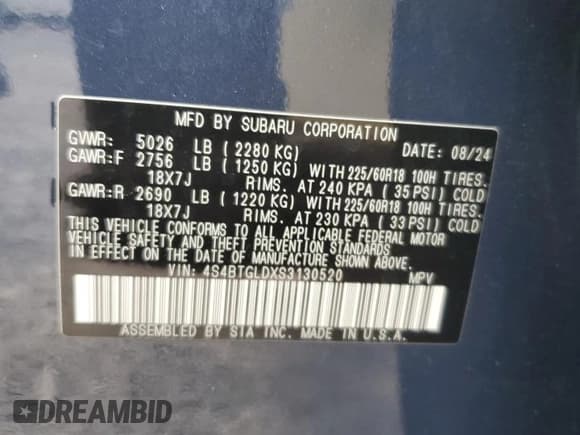 MFD BY SUBARU CORPORATION
GVWR: 5026 LB ( 2280 KG) DATE: 08/24
GAWR:F 2756 LB ( 1250 KG) WITH 225/60R18 100H TIRES.
18X7J RIMS. AT 240 KPA ( 35 PSI) COLD
GAWR:R 2690 LB ( 1220 KG) WITH 225/60R18 100H TIRES.
18X7J RIMS. AT 230 KPA ( 33 PSI) COLD
THIS VEHICLE CONFORMS TO ALL APPLICABLE FEDERAL MOTOR
VEHICLE SAFETY AND THEFT PREVENTION STANDARDS
IN EFFECT ON THE DATE OF MANUFACTURE SHOWN ABOVE.
VIN: 4S4BTGLDXS3130520 MPV
ASSEMBLED BY SIA INC. MADE IN U.S.A.
DREAMBID